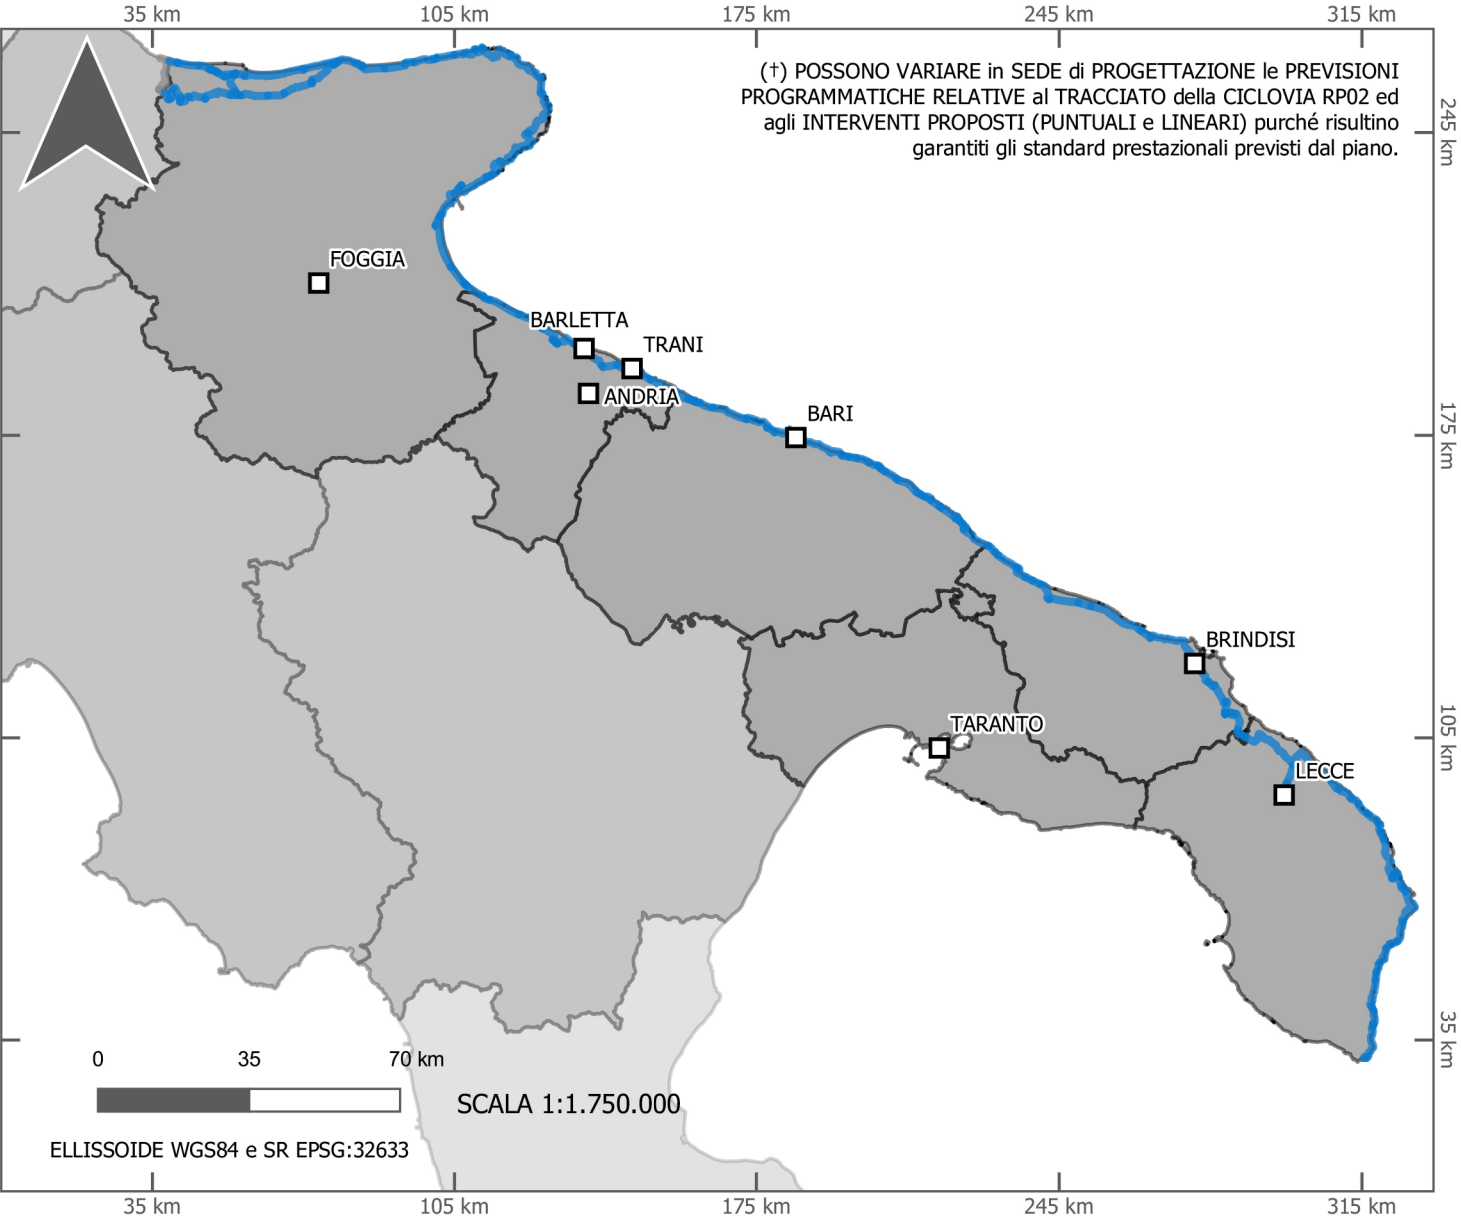 35 km 105 km 175 km 245 km 315 km
(†) POSSONO VARIARE in SEDE di PROGETTAZIONE le PREVISIONI
PROGRAMMATICHE RELATIVE al TRACCIATO della CICLOVIA RP02 ed
agli INTERVENTI PROPOSTI (PUNTUALI e LINEARI) purché risultino
garantiti gli standard prestazionali previsti dal piano.
245 km
FOGGIA
BARLETTA
TRANI
ANDRIA
BARI
175 km
BRINDISI
TARANTO
105 km
LECCE
35 km
0 35 70 km
SCALA 1:1.750.000
ELLISSOIDE WGS84 e SR EPSG:32633
35 km 105 km 175 km 245 km 315 km